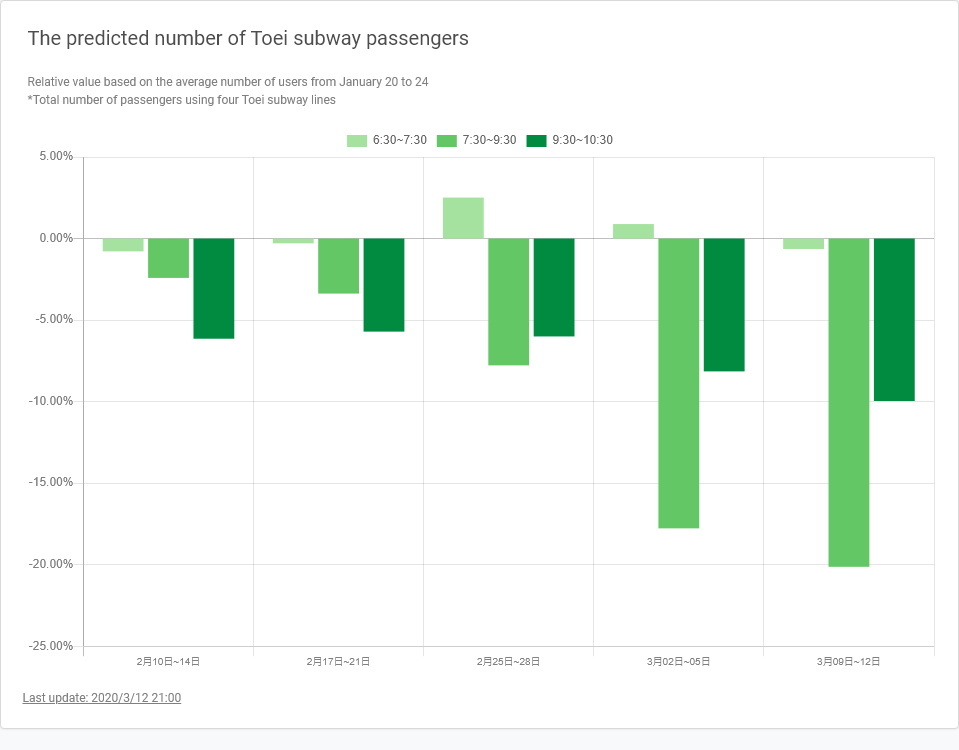 The predicted number of Toei subway passengers
Relative value based on the average number of users from January 20 to 24
*Total number of passengers using four Toei subway lines
6:30~7:30 7:30~9:30 9:30~10:30
5.00%
0.00%
-5.00%
-10.00%
-15.00%
-20.00%
-25.00%
2月10日~14日 2月17日~21日 2月25日~28日 3月02日~05日 3月09日~12日
Last update: 2020/3/12 21:00